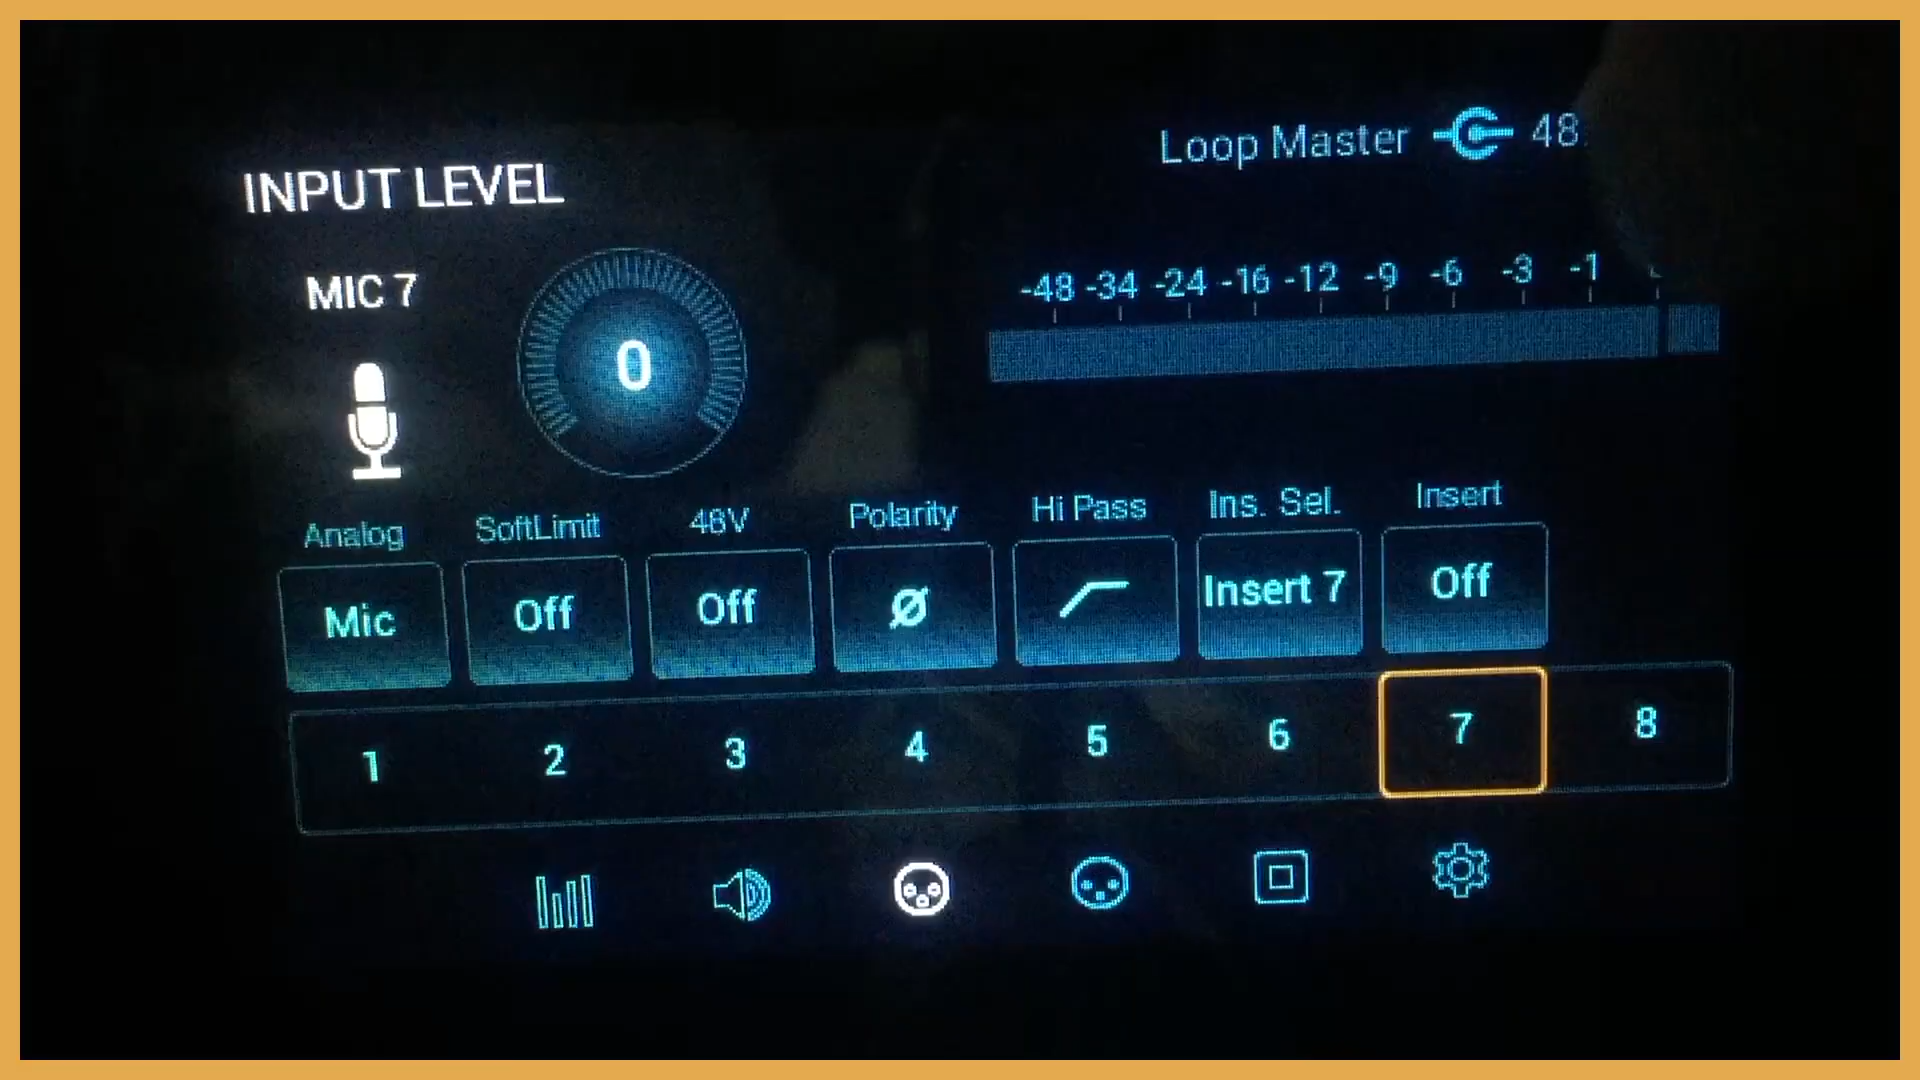 Loop Master 48
INPUT LEVEL
MIC 7
0
-48 -34 -24 -16 -12 -9 -6 -3 -1
Analog SoftLimit 48V Polarity Hi Pass Ins. Sel. Insert
Mic Off Off Ø Insert 7 Off
1 2 3 4 5 6 7 8